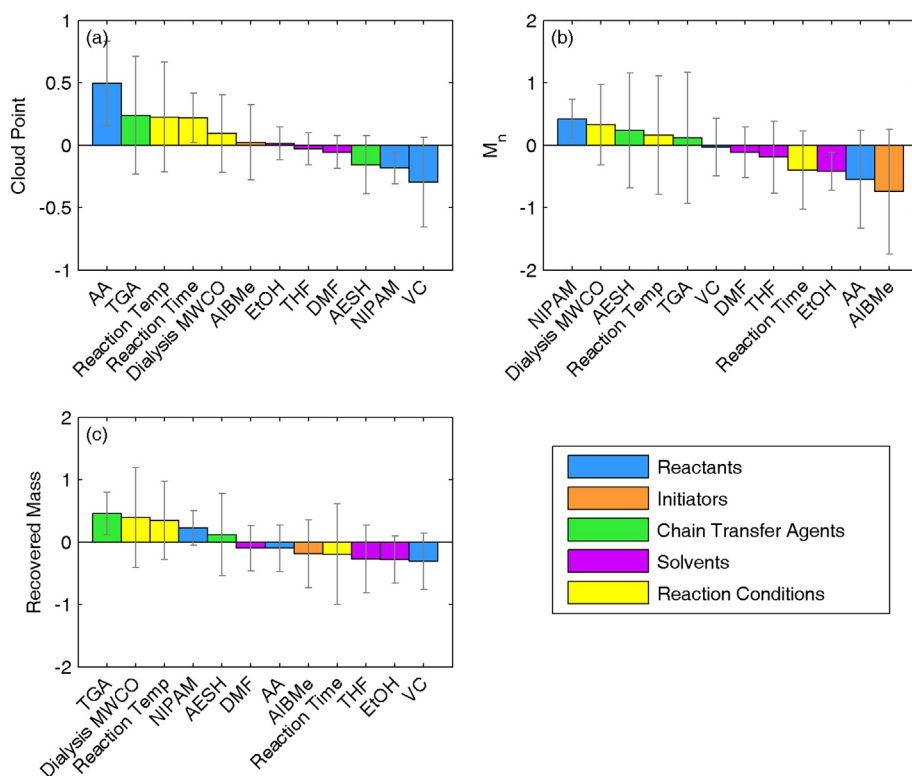 (a)
Cloud Point
1
0.5
0
-0.5
-1
AA
TGA
Reaction Temp
Reaction Time
Dialysis MWCO
AIBMe
EtOH
THF
DMF
AESH
NIPAM
VC
(b)
Mn
2
1
0
-1
-2
NIPAM
Dialysis MWCO
AESH
Reaction Temp
TGA
VC
DMF
THF
Reaction Time
EtOH
AA
AIBMe
(c)
Recovered Mass
2
1
0
-1
-2
TGA
Dialysis MWCO
Reaction Temp
NIPAM
AESH
DMF
AA
AIBMe
Reaction Time
THF
EtOH
VC
Reactants
Initiators
Chain Transfer Agents
Solvents
Reaction Conditions